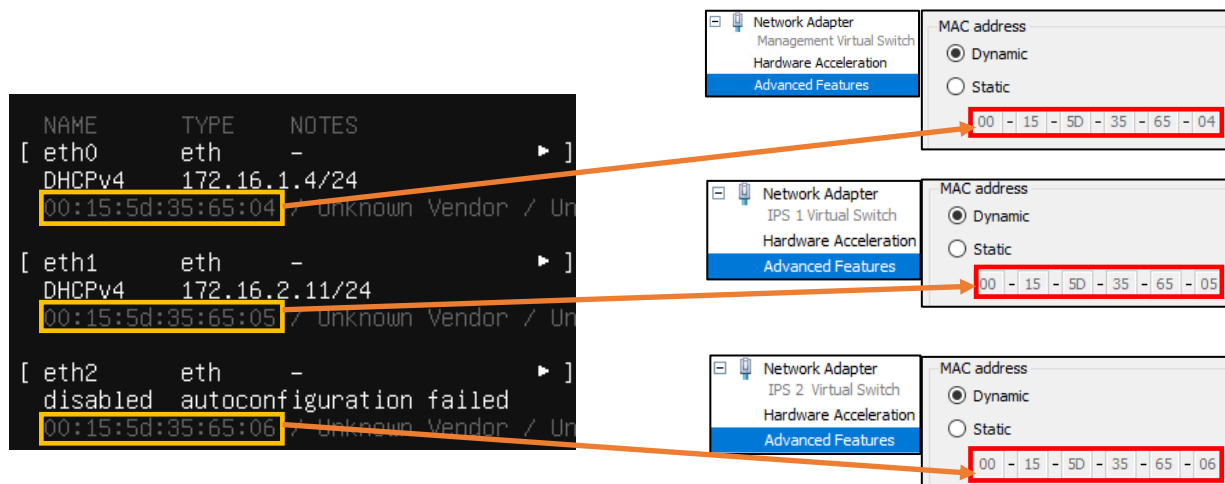 NAME TYPE NOTES
[ eth0 eth – ▸ ]
DHCPv4 172.16.1.4/24
00:15:5d:35:65:04 / Unknown Vendor / Un
[ eth1 eth – ▸ ]
DHCPv4 172.16.2.11/24
00:15:5d:35:65:05 / Unknown Vendor / Un
[ eth2 eth – ▸ ]
disabled autoconfiguration failed
00:15:5d:35:65:06 / Unknown Vendor / Un
Network Adapter
Management Virtual Switch
Hardware Acceleration
Advanced Features
MAC address
Dynamic
Static
00 - 15 - 5D - 35 - 65 - 04
Network Adapter
IPS 1 Virtual Switch
Hardware Acceleration
Advanced Features
MAC address
Dynamic
Static
00 - 15 - 5D - 35 - 65 - 05
Network Adapter
IPS 2 Virtual Switch
Hardware Acceleration
Advanced Features
MAC address
Dynamic
Static
00 - 15 - 5D - 35 - 65 - 06